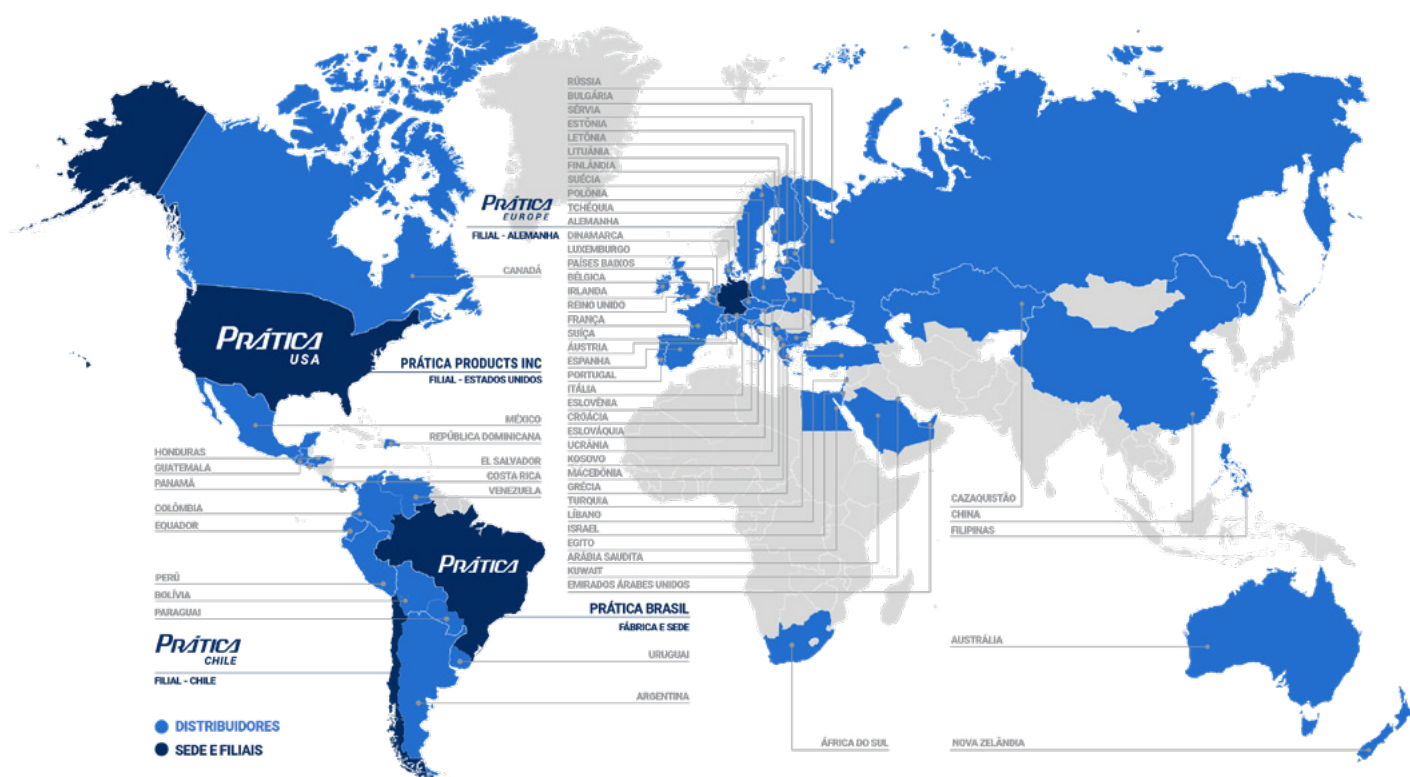 RÚSSIA
BULGÁRIA
SÉRVIA
ESTÔNIA
LETÔNIA
LITUÂNIA
FINLÂNDIA
SUÉCIA
POLÔNIA
TCHÉQUIA
ALEMANHA
DINAMARCA
LUXEMBURGO
PAÍSES BAIXOS
BÉLGICA
IRLANDA
REINO UNIDO
FRANÇA
SUÍÇA
ÁUSTRIA
ESPANHA
PORTUGAL
ITÁLIA
ESLOVÊNIA
CROÁCIA
ESLOVÁQUIA
UCRÂNIA
KOSOVO
MACEDÔNIA
GRÉCIA
TURQUIA
LÍBANO
ISRAEL
EGITO
ARÁBIA SAUDITA
KUWAIT
EMIRADOS ÁRABES UNIDOS
PRÁTICA
EUROPE
FILIAL - ALEMANHA
CANADÁ
PRÁTICA
USA
PRÁTICA PRODUCTS INC
FILIAL - ESTADOS UNIDOS
MÉXICO
REPÚBLICA DOMINICANA
HONDURAS
GUATEMALA
PANAMÁ
EL SALVADOR
COSTA RICA
VENEZUELA
COLÔMBIA
EQUADOR
PERÚ
BOLÍVIA
PARAGUAI
PRÁTICA
PRÁTICA BRASIL
FÁBRICA E SEDE
PRÁTICA
CHILE
FILIAL - CHILE
URUGUAI
ARGENTINA
CAZAQUISTÃO
CHINA
FILIPINAS
AUSTRÁLIA
ÁFRICA DO SUL
NOVA ZELÂNDIA
DISTRIBUIDORES
SEDE E FILIAIS